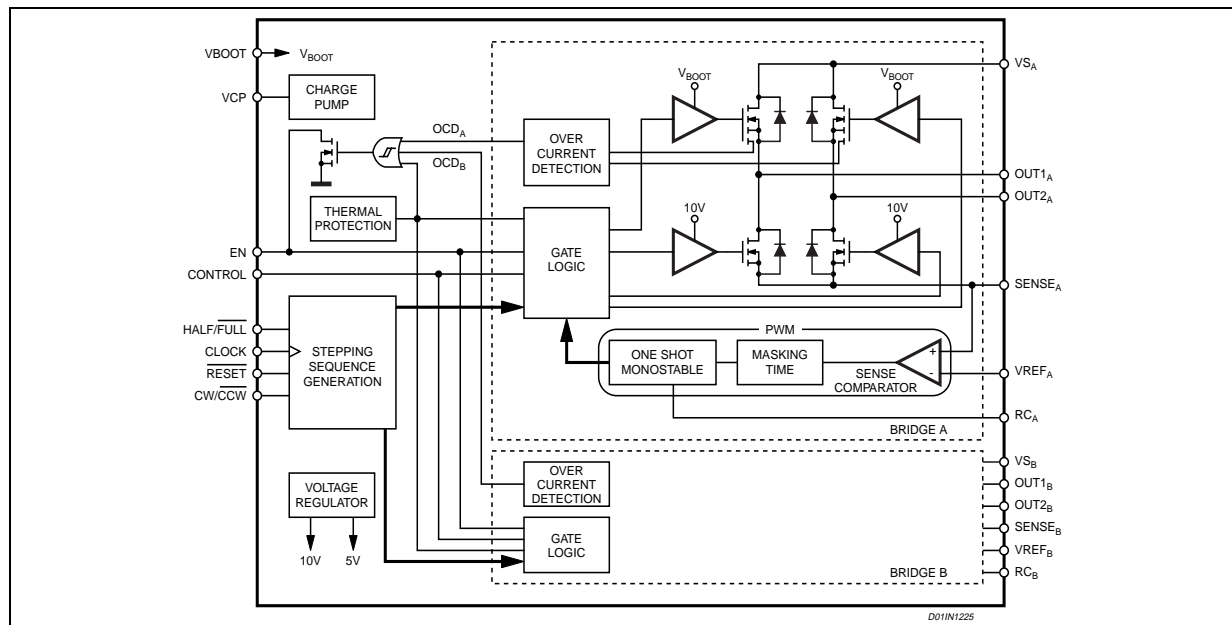 VBOOT
VBOOT
VCP
CHARGE
PUMP
OCDA
OCDB
THERMAL
PROTECTION
EN
CONTROL
HALF/FULL
CLOCK
RESET
CW/CCW
STEPPING
SEQUENCE
GENERATION
VOLTAGE
REGULATOR
10V
5V
OVER
CURRENT
DETECTION
GATE
LOGIC
VBOOT
VBOOT
10V
10V
PWM
ONE SHOT
MONOSTABLE
MASKING
TIME
+
-
SENSE
COMPARATOR
BRIDGE A
OVER
CURRENT
DETECTION
GATE
LOGIC
BRIDGE B
VSA
OUT1A
OUT2A
SENSEA
VREFA
RCA
VSB
OUT1B
OUT2B
SENSEB
VREFB
RCB
D01IN1225